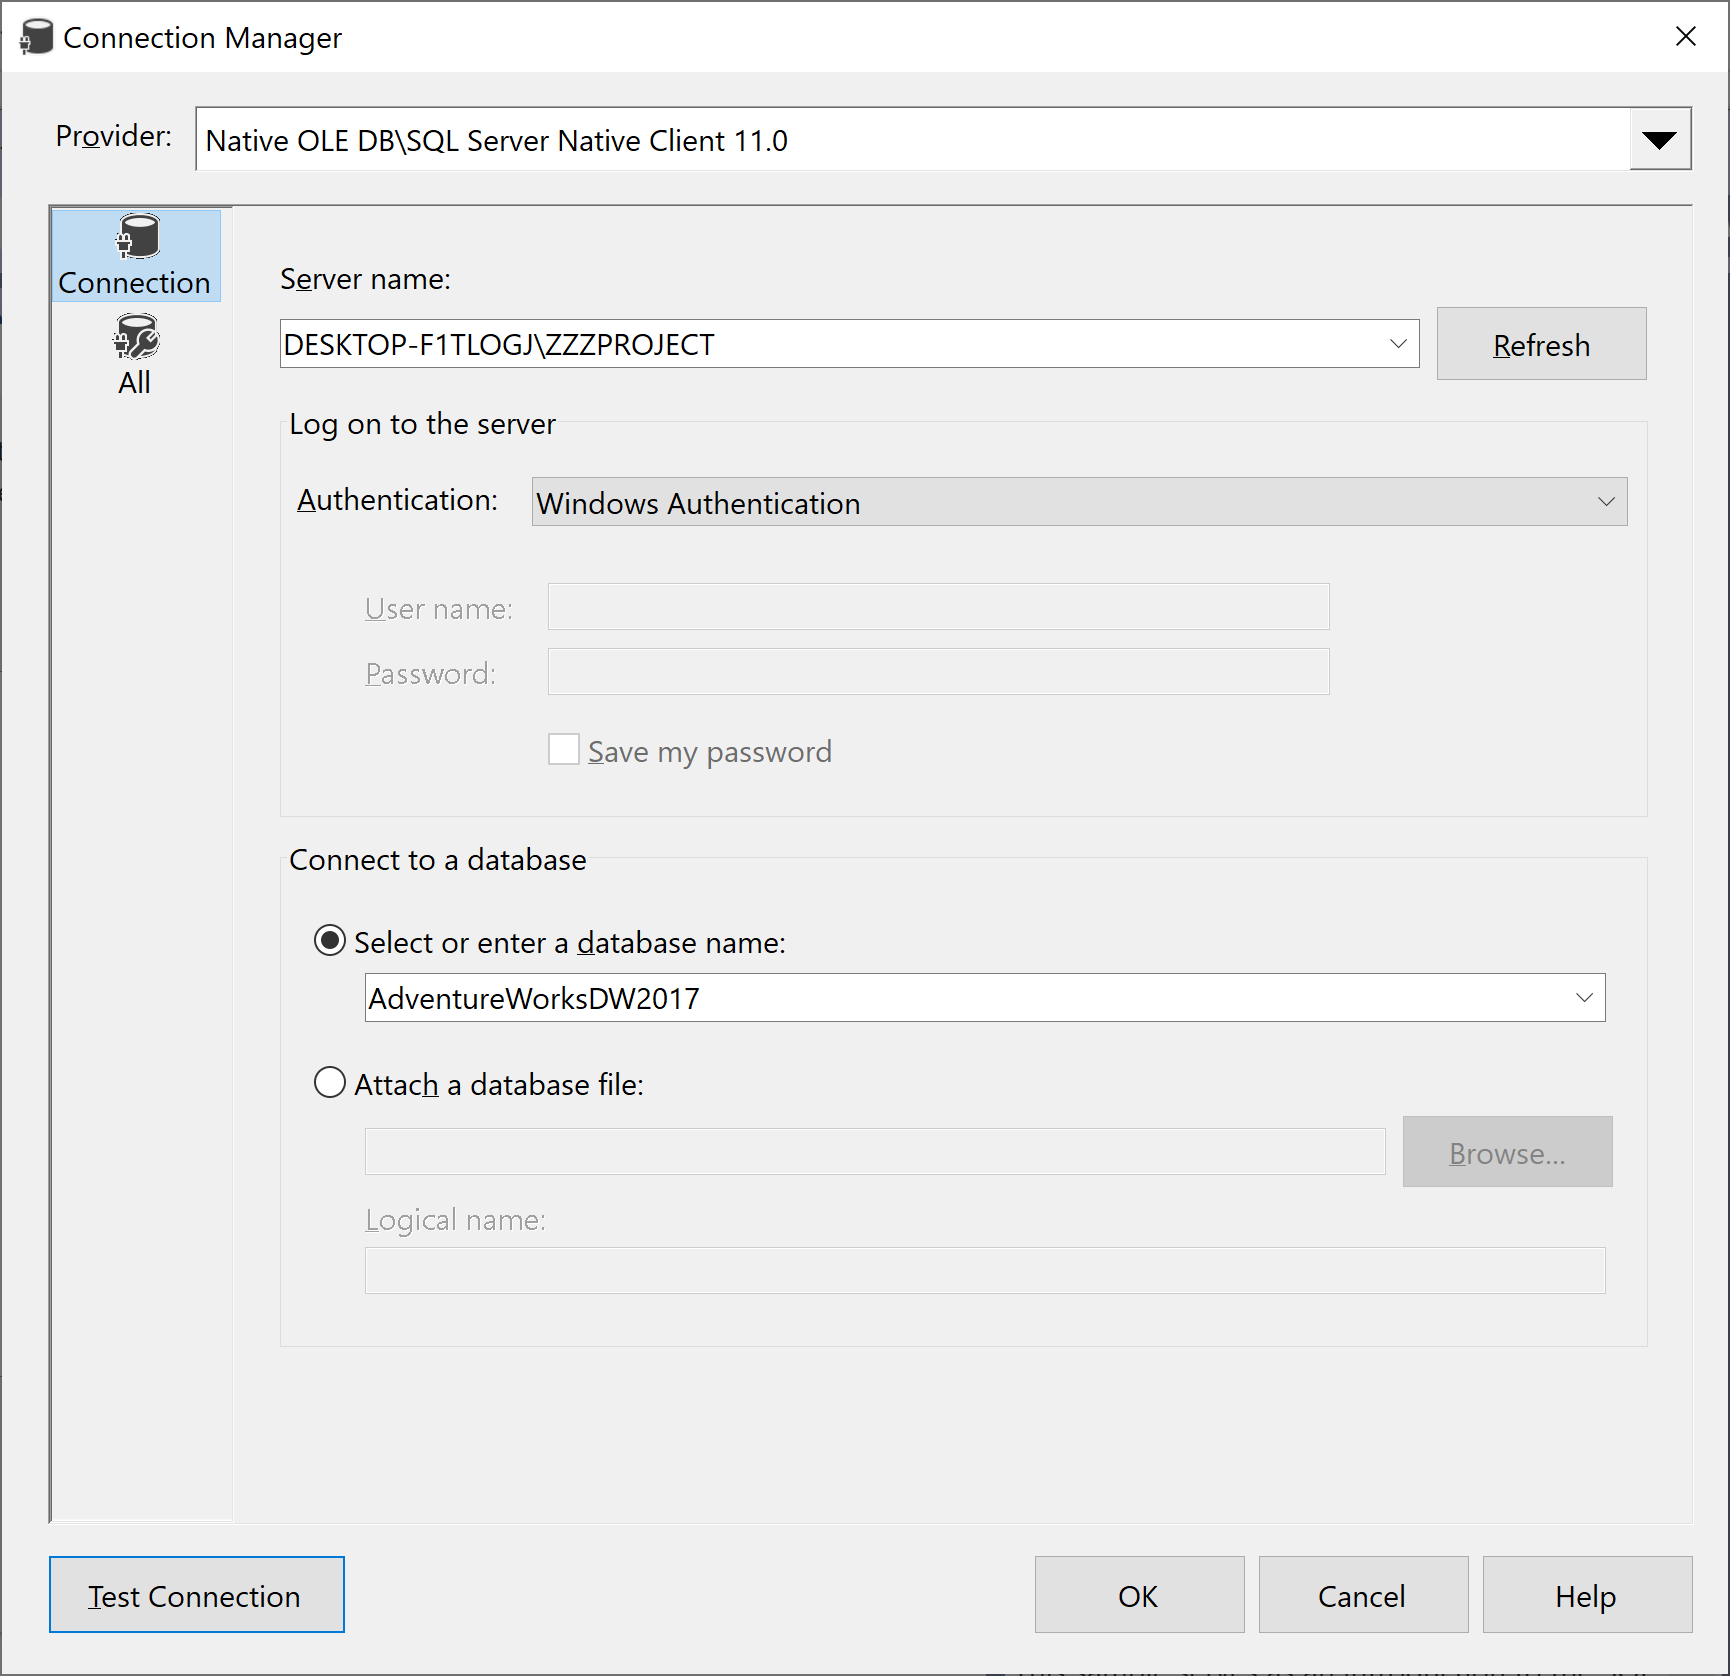 Connection Manager
Provider: Native OLE DB\SQL Server Native Client 11.0
Connection
All
Server name:
DESKTOP-F1TLOGJ\ZZZPROJECT
Refresh
Log on to the server
Authentication: Windows Authentication
User name:
Password:
Save my password
Connect to a database
Select or enter a database name:
AdventureWorksDW2017
Attach a database file:
Browse...
Logical name:
Test Connection
OK
Cancel
Help